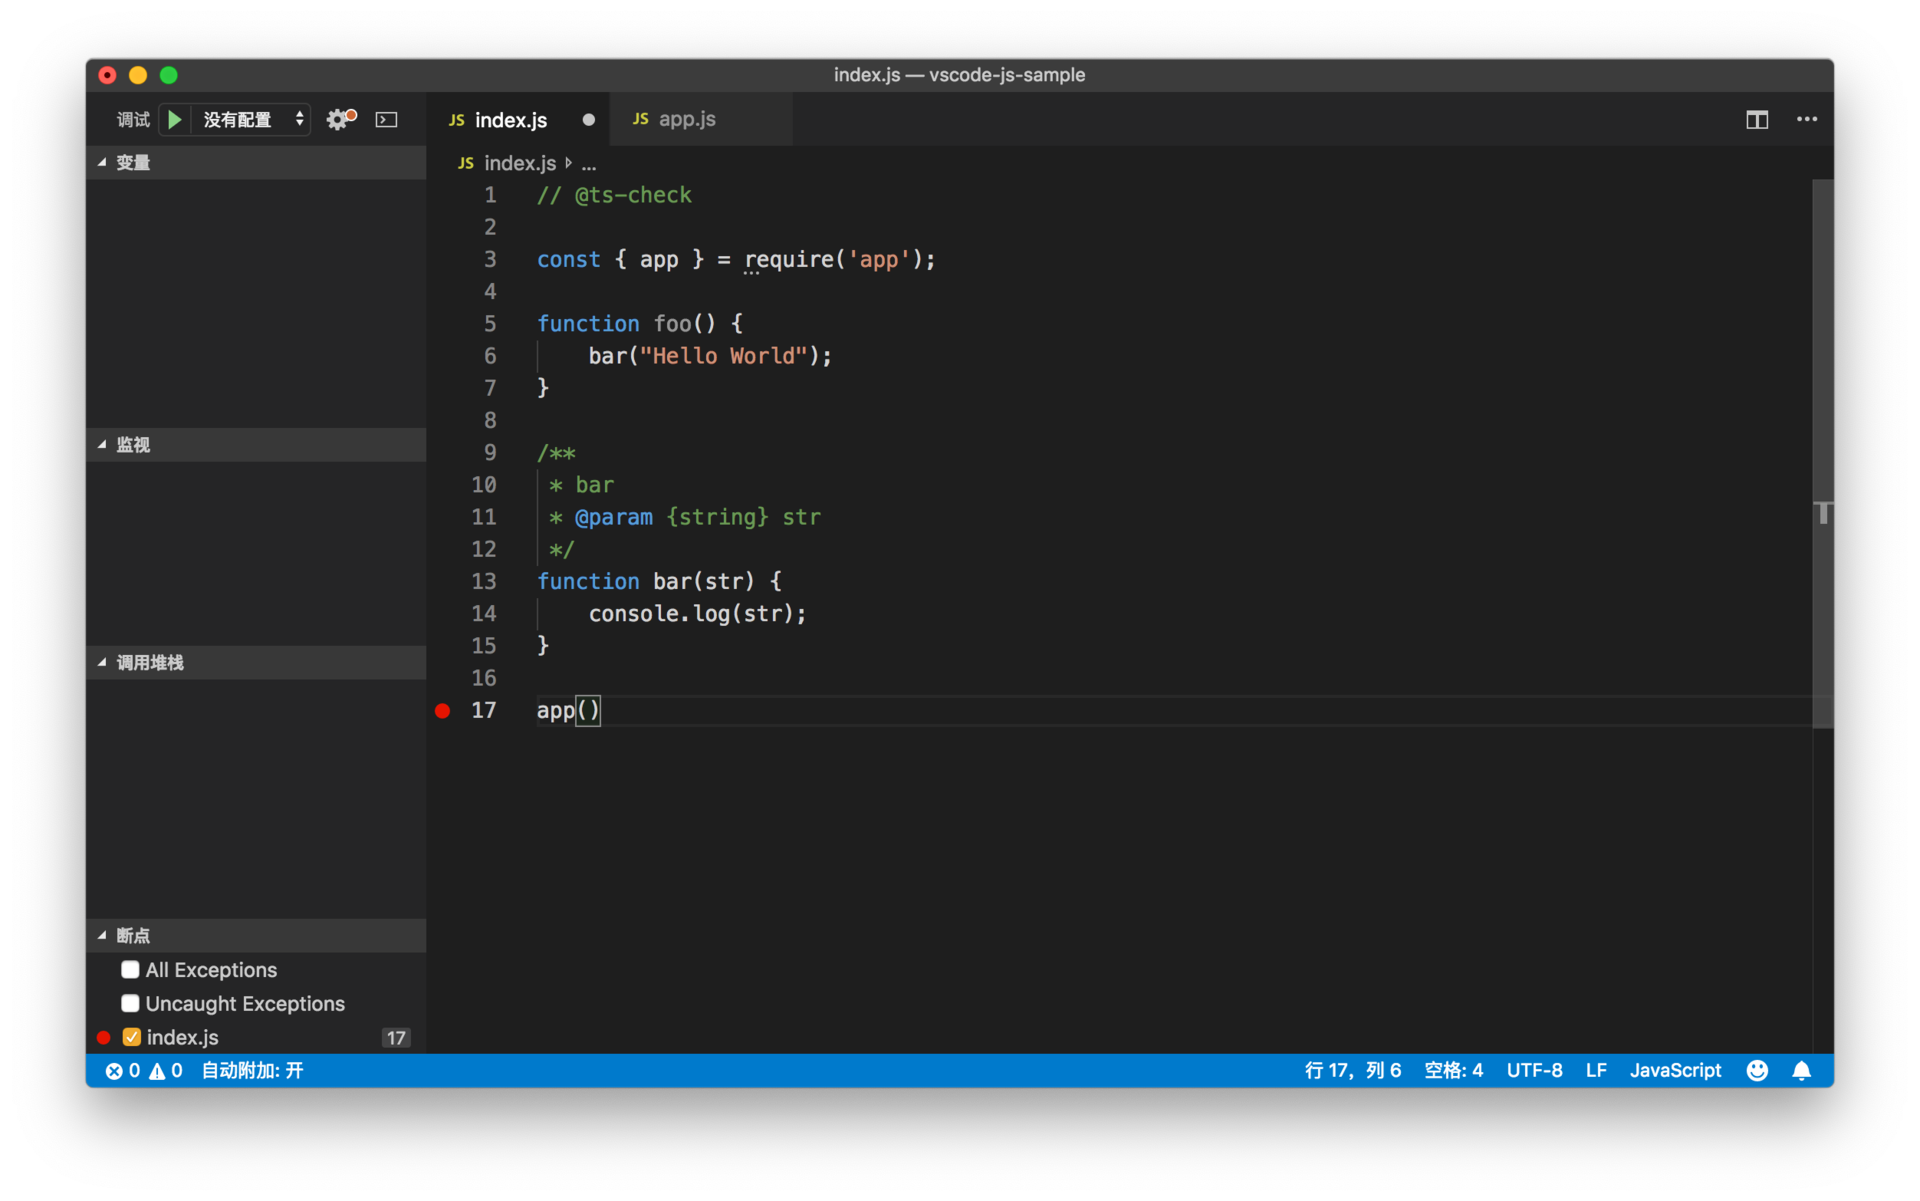 index.js — vscode-js-sample
调试 没有配置
JS index.js JS app.js
JS index.js ...
变量
监视
调用堆栈
断点
All Exceptions
Uncaught Exceptions
index.js 17
1 // @ts-check
2
3 const { app } = require('app');
4
5 function foo() {
6 bar("Hello World");
7 }
8
9 /**
10 * bar
11 * @param {string} str
12 */
13 function bar(str) {
14 console.log(str);
15 }
16
17 app()
0 0 自动附加: 开 行 17，列 6 空格: 4 UTF-8 LF JavaScript